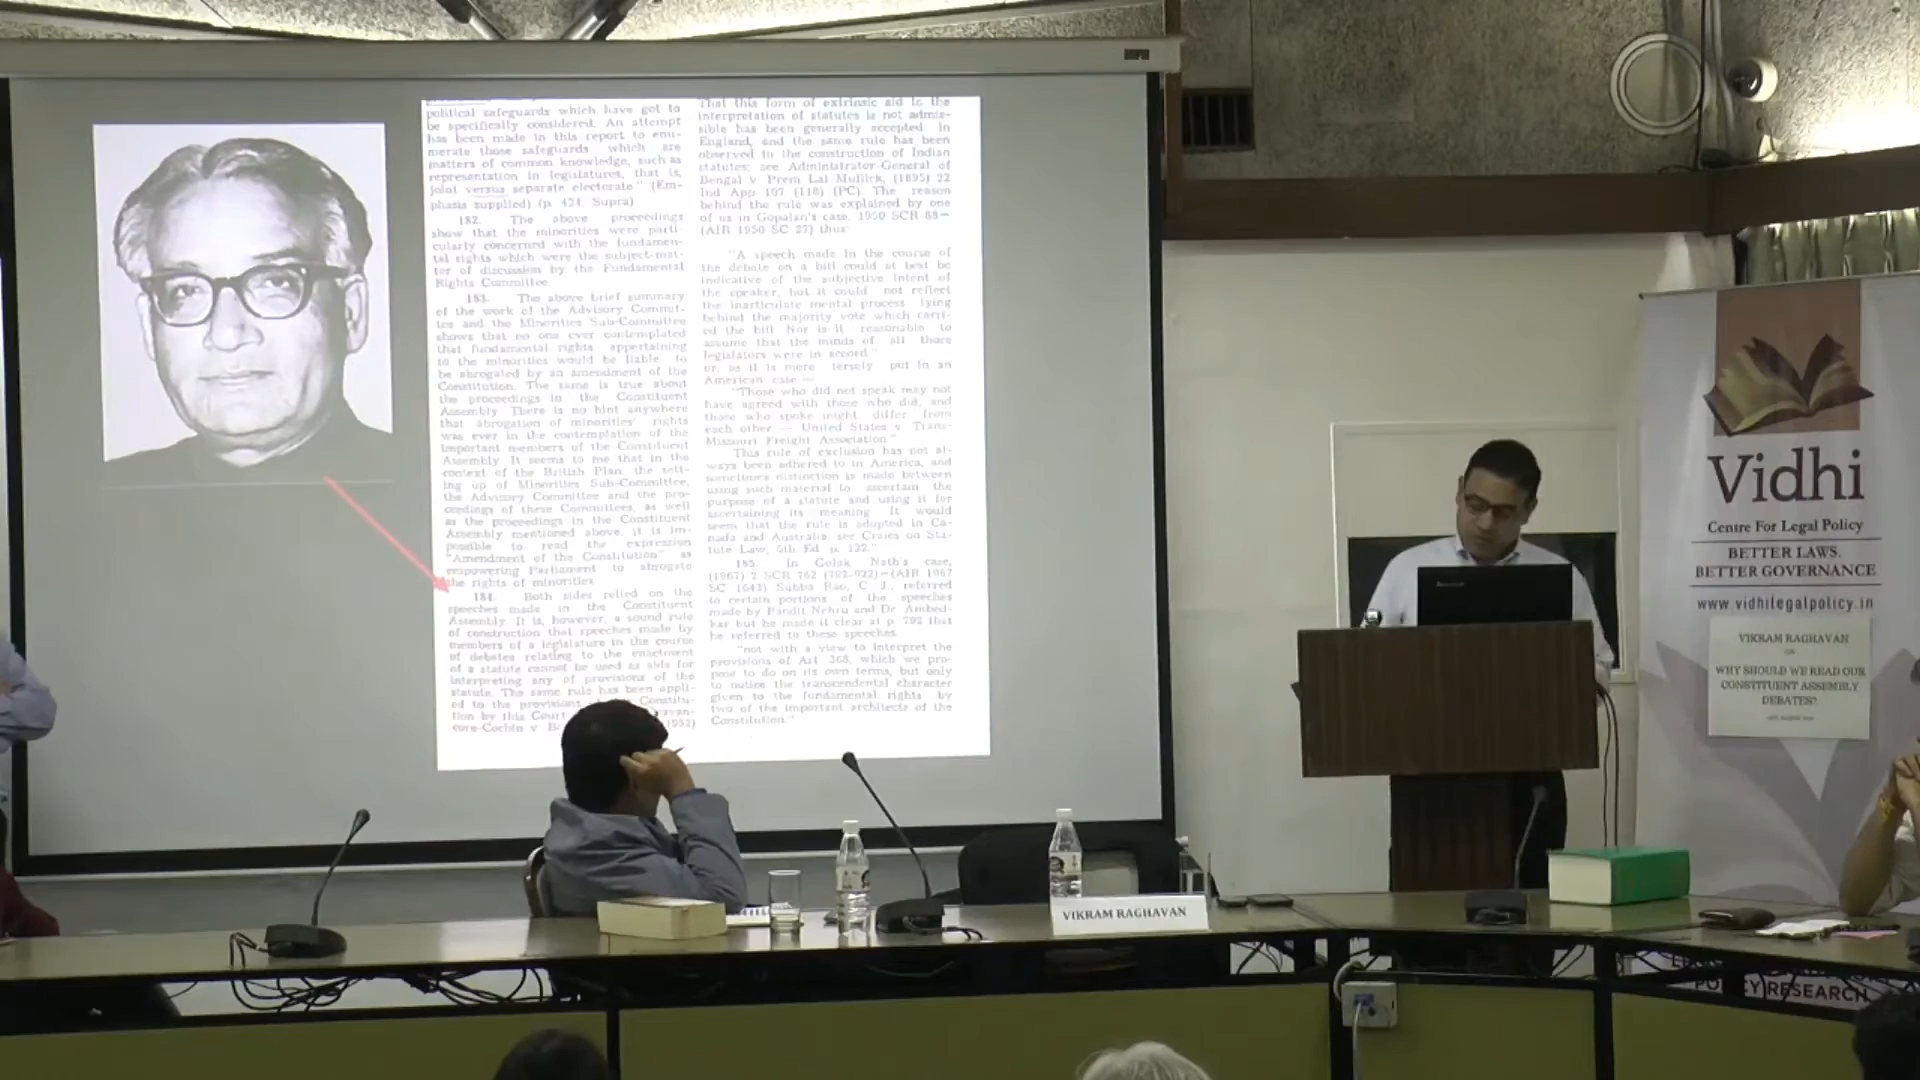 political safeguards which have got to
be specifically considered. An attempt
has been made in this report to enu-
merate those safeguards which are
matters of common knowledge, such as
representation in legislatures, that is,
joint versus separate electorate." (Em-
phasis supplied) (p. 424, Supra)
182. The above proceedings
show that the minorities were parti-
cularly concerned with the fundamen-
tal rights which were the subject-mat-
ter of discussion by the Fundamental
Rights Committee.
183. The above brief summary
of the work of the Advisory Commit-
tee and the Minorities Sub-Committee
shows that no one ever contemplated
that fundamental rights appertaining
to the minorities would be liable to
be abrogated by an amendment of the
Constitution. The same is true about
the proceedings in the Constituent
Assembly. There is no hint anywhere
that abrogation of minorities' rights
was ever in the contemplation of the
important members of the Constituent
Assembly. It seems to me that in the
context of the British Plan, the sett-
ing up of Minorities Sub-Committee,
the Advisory Committee and the pro-
ceedings of these Committees, as well
as the proceedings in the Constituent
Assembly mentioned above, it is im-
possible to read the expression
"Amendment of the Constitution" as
empowering Parliament to abrogate
the rights of minorities.
184. Both sides relied on the
speeches made in the Constituent
Assembly. It is, however, a sound rule
of construction that speeches made by
members of a legislature in the course
of debates relating to the enactment
of a statute cannot be used as aids for
interpreting any of provisions of the
statute. The same rule has been appli-
ed to the provisions Constitu-
tion by this Court
core-Cochin v. 1952)
That this form of extrinsic aid to the
interpretation of statutes is not admis-
sible has been generally accepted in
England, and the same rule has been
observed in the construction of Indian
statutes; see Administrator-General of
Bengal v. Prem Lal Mullick, (1895) 22
Ind App 107 (118) (PC). The reason
behind the rule was explained by one
of us in Gopalan's case, 1950 SCR 88=
(AIR 1950 SC 27) thus:
"A speech made in the course of
the debate on a bill could at best be
indicative of the subjective intent of
the speaker, but it could not reflect
the inarticulate mental process lying
behind the majority vote which carri-
ed the bill. Nor is it reasonable to
assume that the minds of all those
legislators were in accord."
or, as it is more tersely put in an
American case —
"Those who did not speak may not
have agreed with those who did, and
those who spoke might differ from
each other — United States v. Trans-
Missouri Freight Association."
This rule of exclusion has not al-
ways been adhered to in America, and
sometimes distinction is made between
using such material to ascertain the
purpose of a statute and using it for
ascertaining its meaning. It would
seem that the rule is adopted in Ca-
nada and Australia see Craies on Sta-
tute Law, 5th Ed. p. 132."
185. In Golak Nath's case,
(1967) 2 SCR 762 (792-922)=(AIR 1967
SC 1643) Subba Rao, C. J., referred
to certain portions of the speeches
made by Pandit Nehru and Dr. Ambed-
kar but he made it clear at p. 792 that
he referred to these speeches.
"not with a view to interpret the
provisions of Art 368, which we pro-
pose to do on its own terms, but only
to notice the transcendental character
given to the fundamental rights by
two of the important architects of the
Constitution."
Vidhi
Centre For Legal Policy
BETTER LAWS.
BETTER GOVERNANCE
www.vidhilegalpolicy.in
VIKRAM RAGHAVAN
ON
WHY SHOULD WE READ OUR
CONSTITUENT ASSEMBLY
DEBATES?
VIKRAM RAGHAVAN
RESEARCH